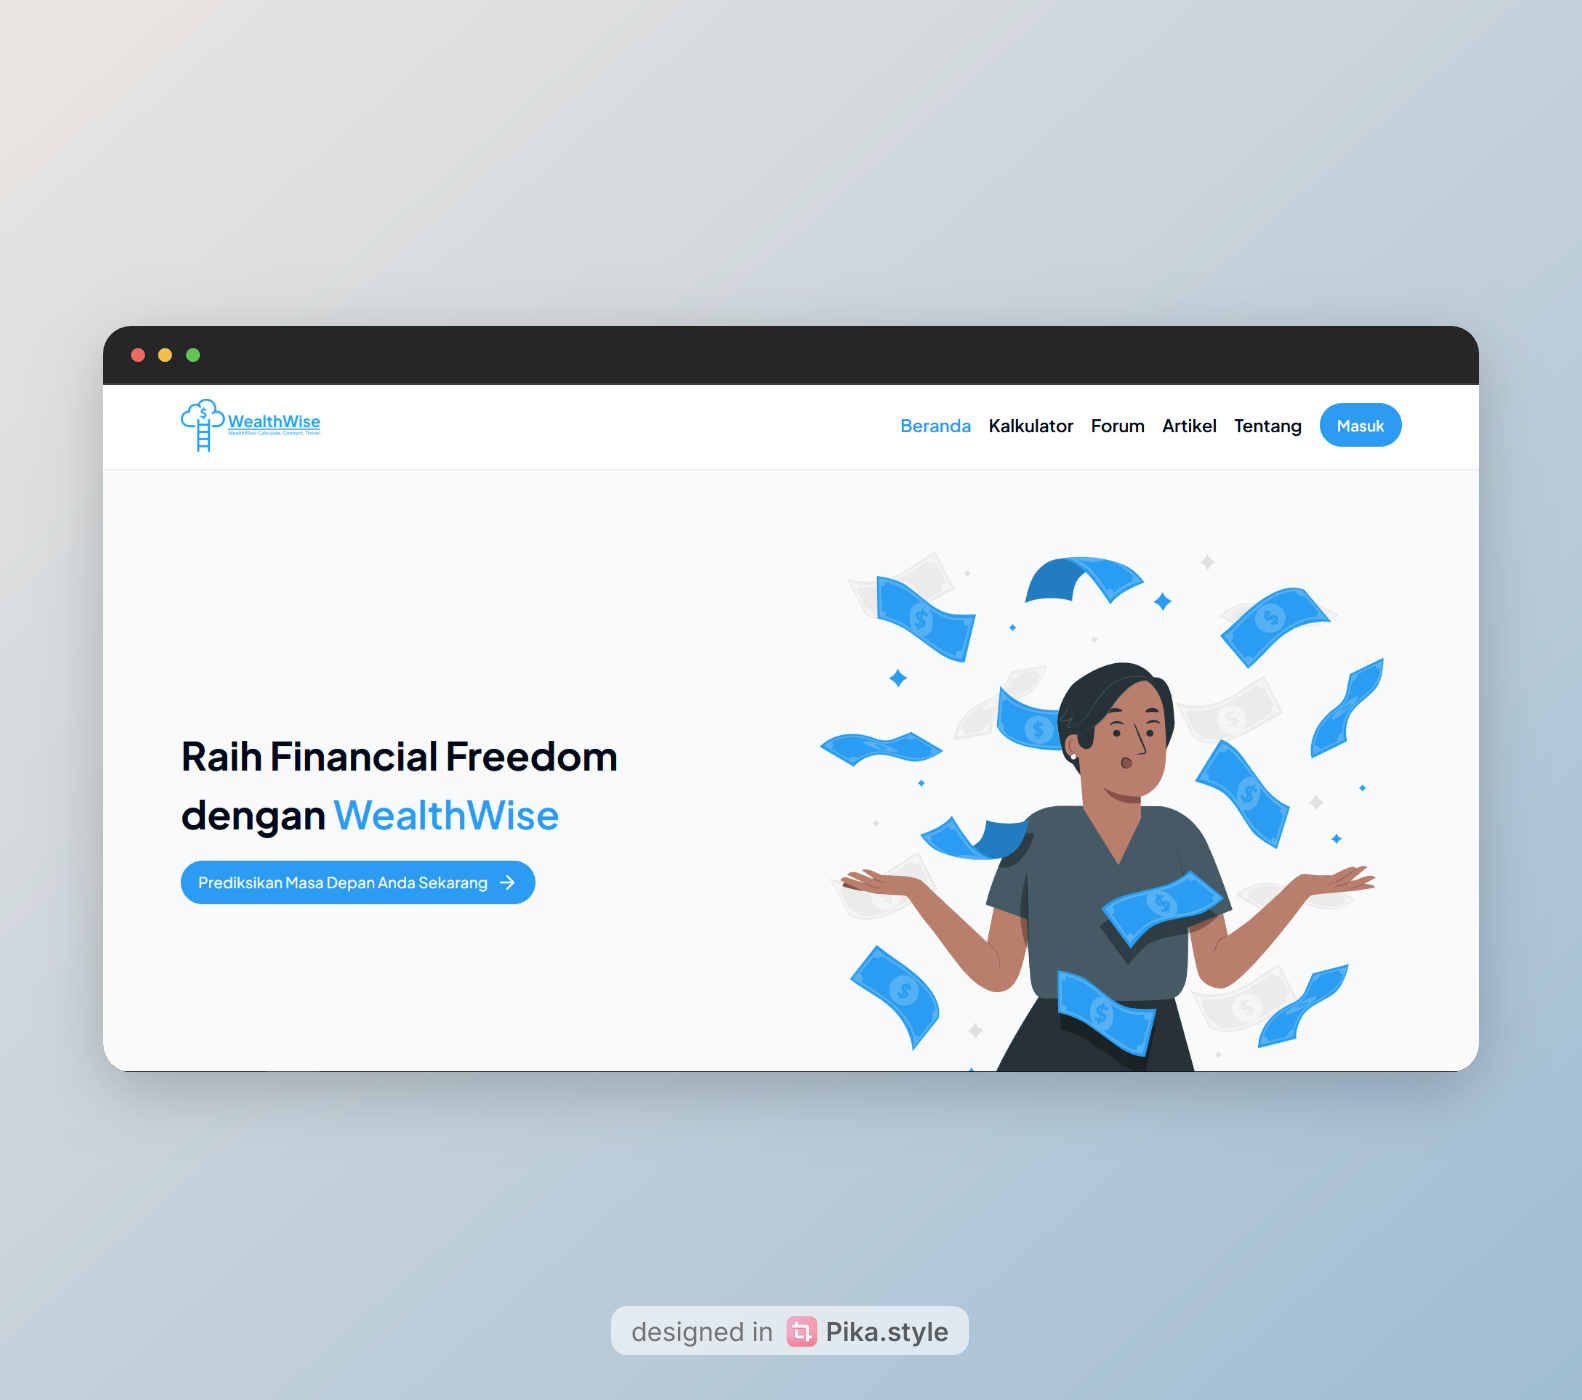 WealthWise
WealthWise: Calculate, Connect, Thrive!
Beranda Kalkulator Forum Artikel Tentang Masuk
Raih Financial Freedom
dengan WealthWise
Prediksikan Masa Depan Anda Sekarang →
designed in Pika.style